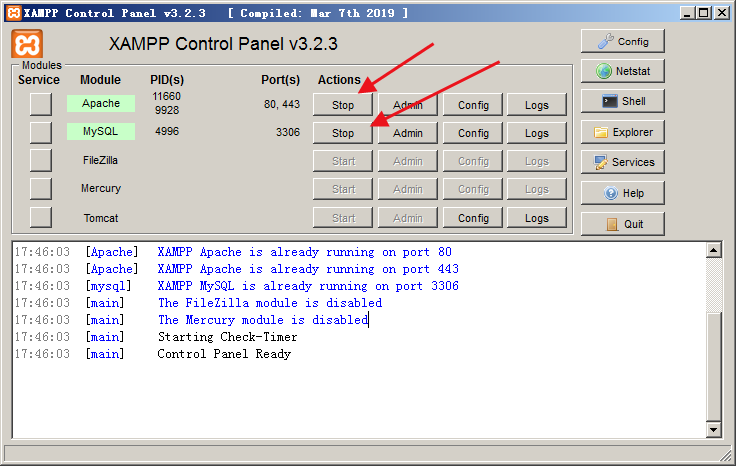 XAMPP Control Panel v3.2.3 [ Compiled: Mar 7th 2019 ]
XAMPP Control Panel v3.2.3
Config
Modules
Service Module PID(s) Port(s) Actions
Netstat
Apache 11660 9928 80, 443 Stop Admin Config Logs
Shell
MySQL 4996 3306 Stop Admin Config Logs
Explorer
FileZilla Start Admin Config Logs
Services
Mercury Start Admin Config Logs
Help
Tomcat Start Admin Config Logs
Quit
17:46:03 [Apache] XAMPP Apache is already running on port 80
17:46:03 [Apache] XAMPP Apache is already running on port 443
17:46:03 [mysql] XAMPP MySQL is already running on port 3306
17:46:03 [main] The FileZilla module is disabled
17:46:03 [main] The Mercury module is disabled
17:46:03 [main] Starting Check-Timer
17:46:03 [main] Control Panel Ready